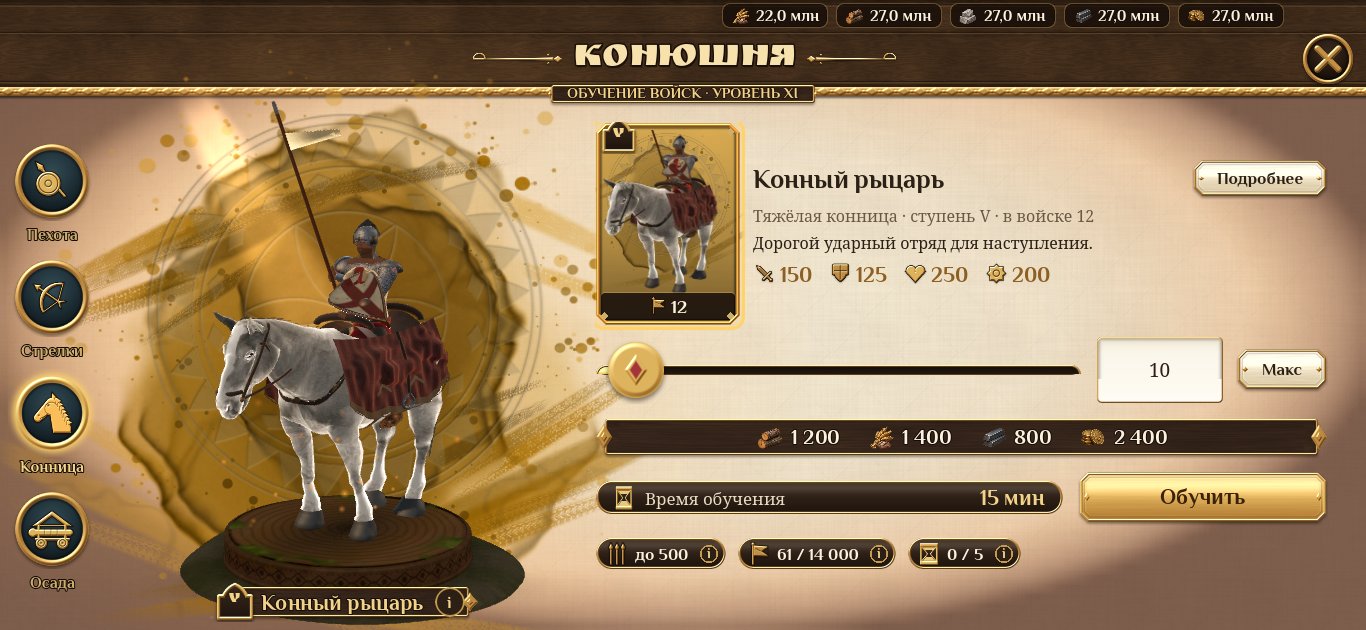 22,0 млн 27,0 млн 27,0 млн 27,0 млн 27,0 млн
КОНЮШНЯ
ОБУЧЕНИЕ ВОЙСК · УРОВЕНЬ XI
Пехота
Стрелки
Конница
Осада
V
Конный рыцарь i
V
12
Конный рыцарь
Подробнее
Тяжёлая конница · ступень V · в войске 12
Дорогой ударный отряд для наступления.
150 125 250 200
10
Макс
1 200 1 400 800 2 400
Время обучения 15 мин
Обучить
до 500 i 61 / 14 000 i 0 / 5 i